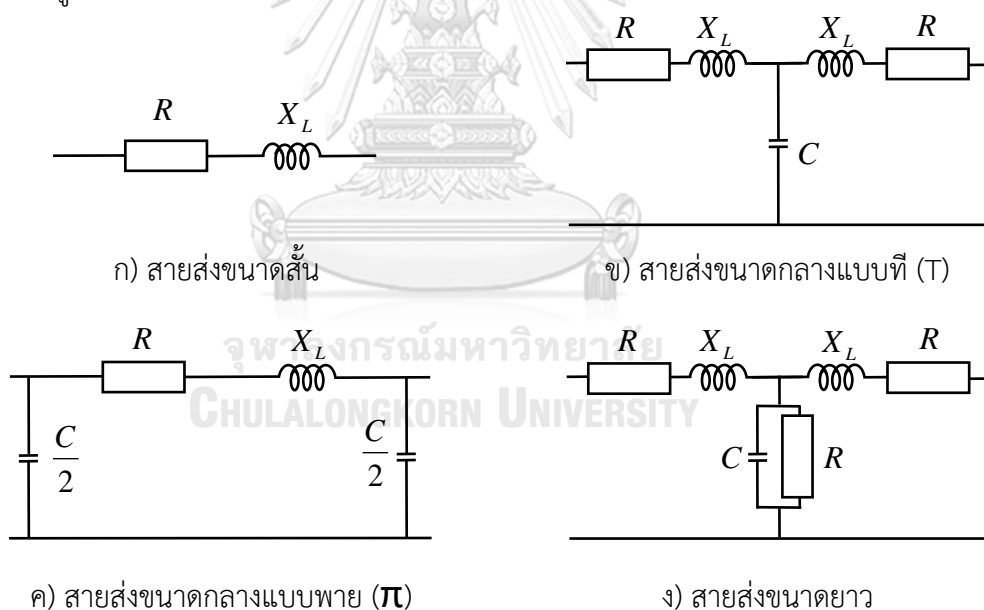 R X_L
ก) สายส่งขนาดสั้น
R X_L X_L R
C
ข) สายส่งขนาดกลางแบบที (T)
R X_L
C/2 C/2
ค) สายส่งขนาดกลางแบบพาย (π)
R X_L X_L R
C R
ง) สายส่งขนาดยาว
จุฬาลงกรณ์มหาวิทยาลัย
CHULALONGKORN UNIVERSITY